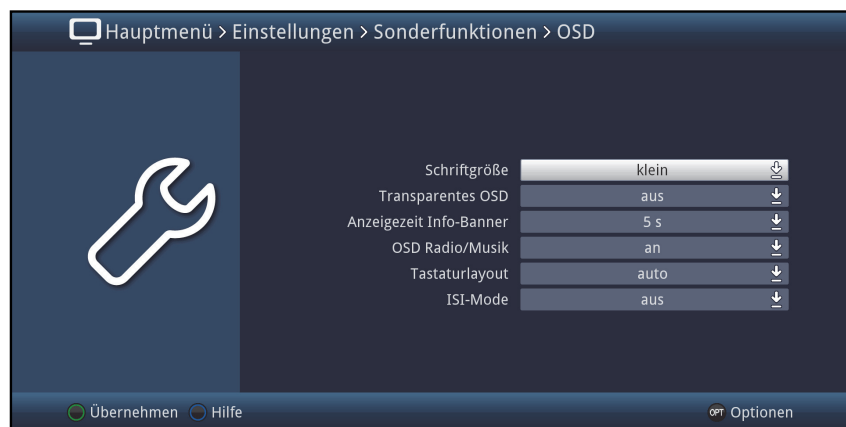 Hauptmenü > Einstellungen > Sonderfunktionen > OSD
Schriftgröße klein
Transparentes OSD aus
Anzeigezeit Info-Banner 5 s
OSD Radio/Musik an
Tastaturlayout auto
ISI-Mode aus
Übernehmen Hilfe OPT Optionen